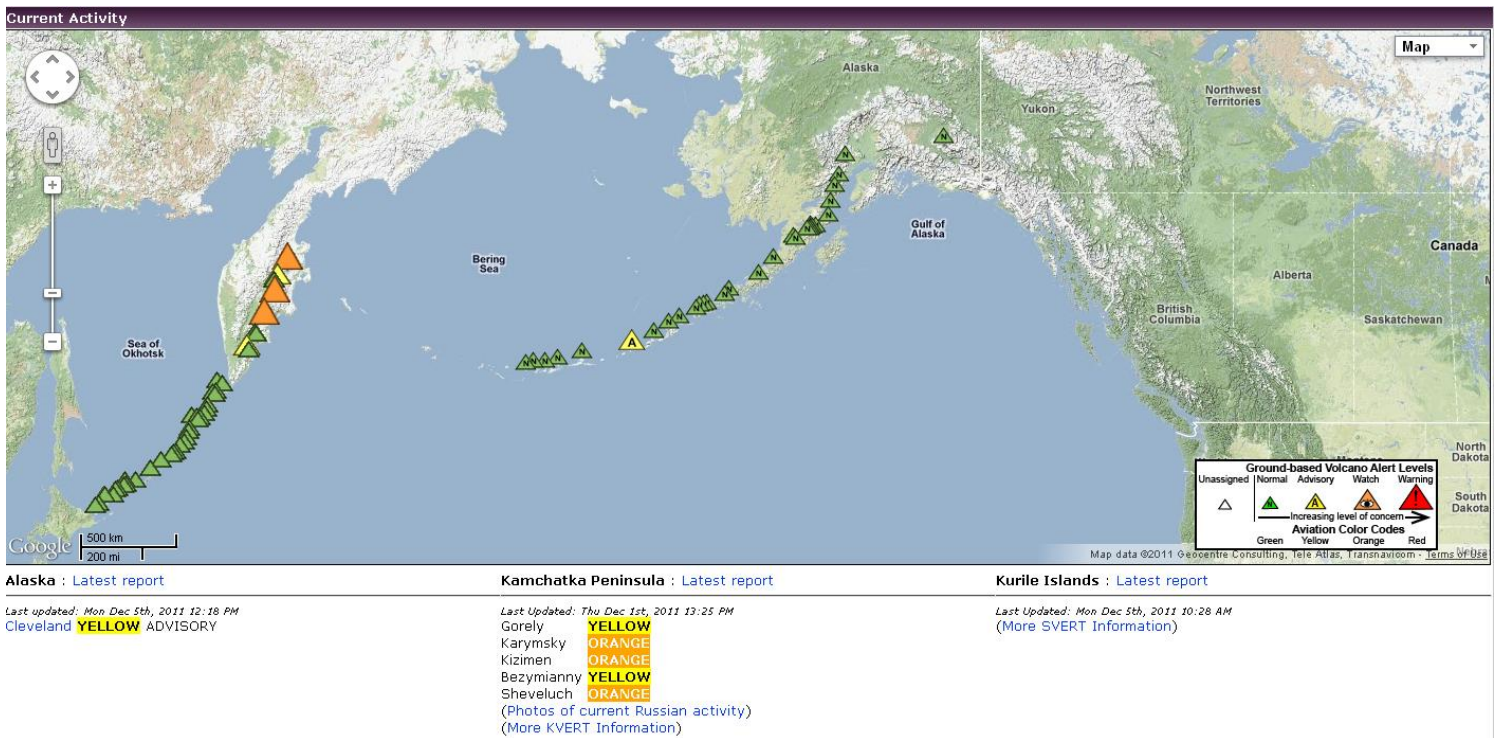 Current Activity
Map
Alaska
Yukon
Northwest
Territories
Gulf of
Alaska
Bering
Sea
Canada
Alberta
British
Columbia
Saskatchewan
Sea of
Okhotsk
North
Dakota
South
Dakota
Ground-based Volcano Alert Levels
Unassigned Normal Advisory Watch Warning
N A !
Increasing level of concern
Aviation Color Codes
Green Yellow Orange Red
Google
500 km
200 mi
Map data ©2011 Geocentre Consulting, Tele Atlas, Transnavicom - Terms of Use
Alaska : Latest report
Last updated: Mon Dec 5th, 2011 12:18 PM
Cleveland YELLOW ADVISORY
Kamchatka Peninsula : Latest report
Last Updated: Thu Dec 1st, 2011 13:25 PM
Gorely YELLOW
Karymsky ORANGE
Kizimen ORANGE
Bezymianny YELLOW
Sheveluch ORANGE
(Photos of current Russian activity)
(More KVERT Information)
Kurile Islands : Latest report
Last Updated: Mon Dec 5th, 2011 10:28 AM
(More SVERT Information)